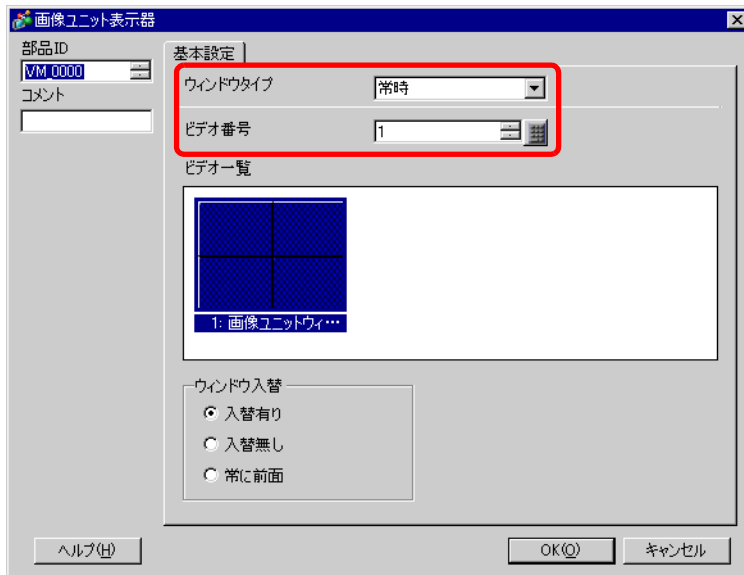 画像ユニット表示器
部品ID
VM_0000
コメント
基本設定
ウィンドウタイプ
常時
ビデオ番号
1
ビデオ一覧
1: 画像ユニットウィ…
ウィンドウ入替
入替有り
入替無し
常に前面
ヘルプ(H)
OK(O)
キャンセル